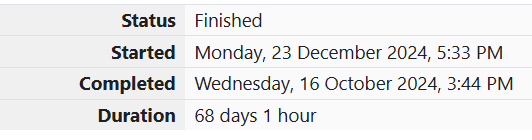 Status Finished
Started Monday, 23 December 2024, 5:33 PM
Completed Wednesday, 16 October 2024, 3:44 PM
Duration 68 days 1 hour